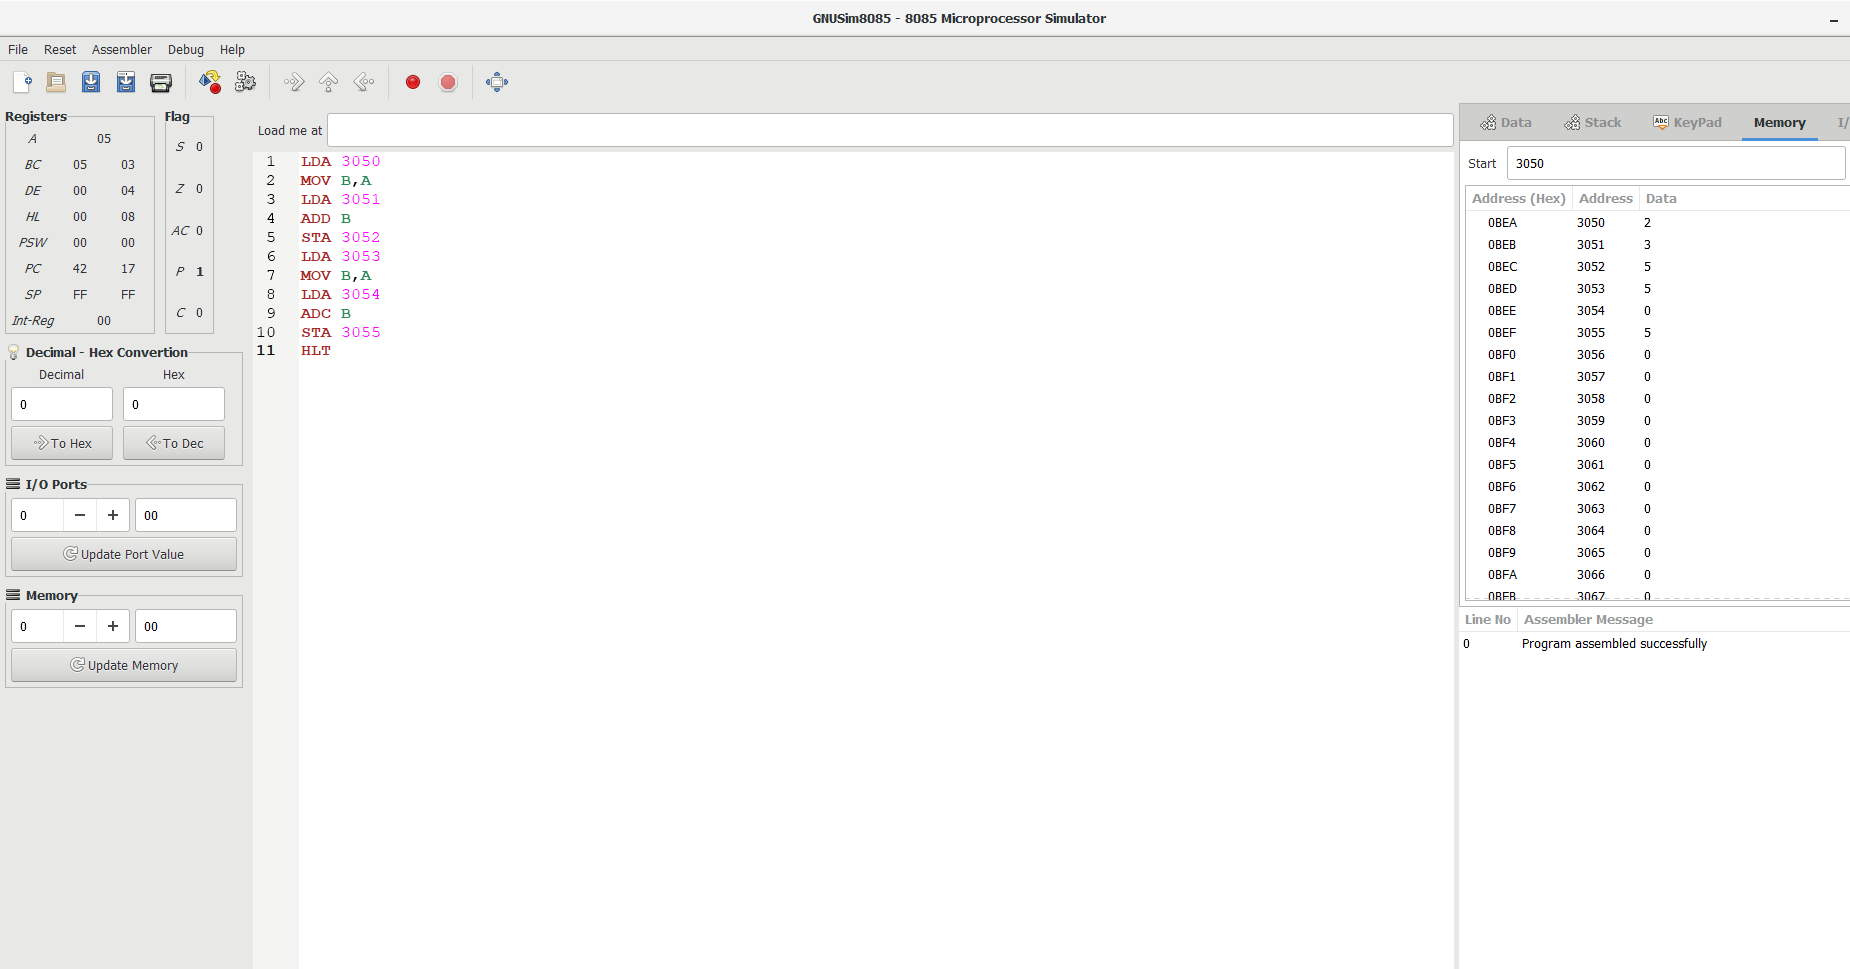 GNUSim8085 - 8085 Microprocessor Simulator
File Reset Assembler Debug Help
Registers
A 05
BC 05 03
DE 00 04
HL 00 08
PSW 00 00
PC 42 17
SP FF FF
Int-Reg 00
Flag
S 0
Z 0
AC 0
P 1
C 0
Decimal - Hex Convertion
Decimal Hex
0 0
To Hex To Dec
I/O Ports
0 − + 00
Update Port Value
Memory
0 − + 00
Update Memory
Load me at
1 LDA 3050
2 MOV B,A
3 LDA 3051
4 ADD B
5 STA 3052
6 LDA 3053
7 MOV B,A
8 LDA 3054
9 ADC B
10 STA 3055
11 HLT
Data Stack Abc KeyPad Memory I/
Start 3050
Address (Hex) Address Data
0BEA 3050 2
0BEB 3051 3
0BEC 3052 5
0BED 3053 5
0BEE 3054 0
0BEF 3055 5
0BF0 3056 0
0BF1 3057 0
0BF2 3058 0
0BF3 3059 0
0BF4 3060 0
0BF5 3061 0
0BF6 3062 0
0BF7 3063 0
0BF8 3064 0
0BF9 3065 0
0BFA 3066 0
0BFB 3067 0
Line No Assembler Message
0 Program assembled successfully